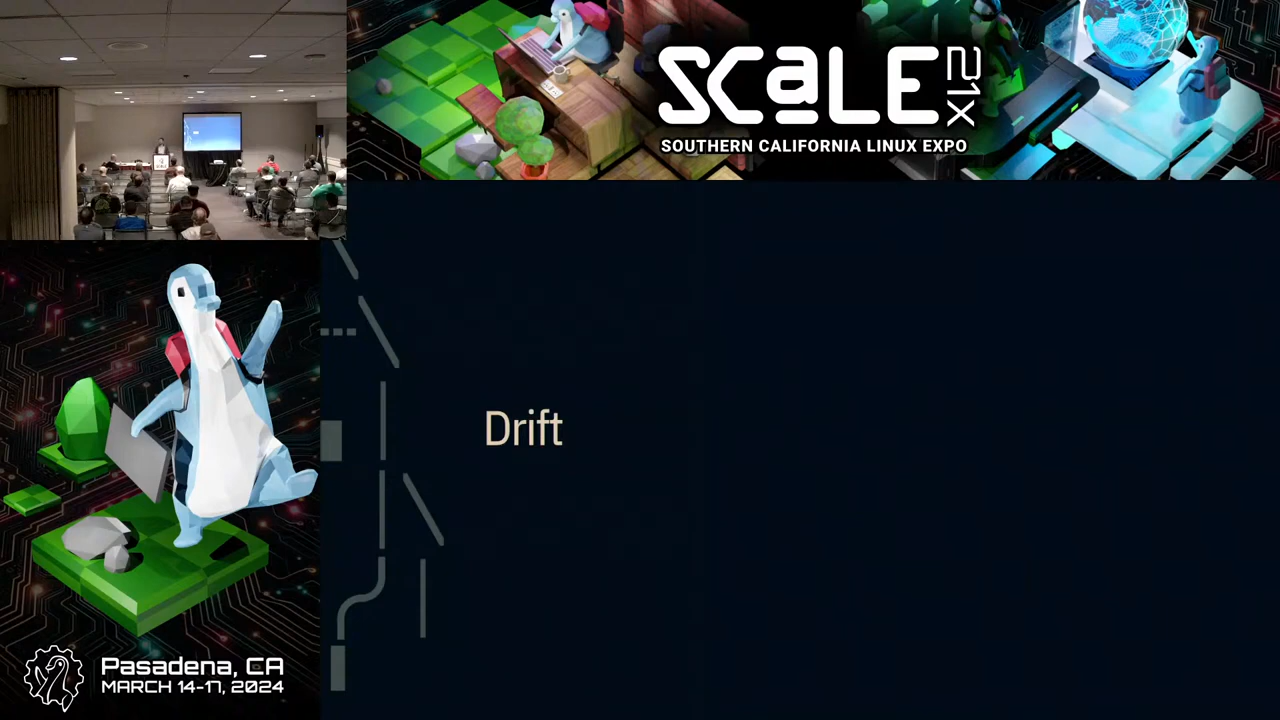 SCaLE 21X
SOUTHERN CALIFORNIA LINUX EXPO
Drift
Pasadena, CA
MARCH 14-17, 2024